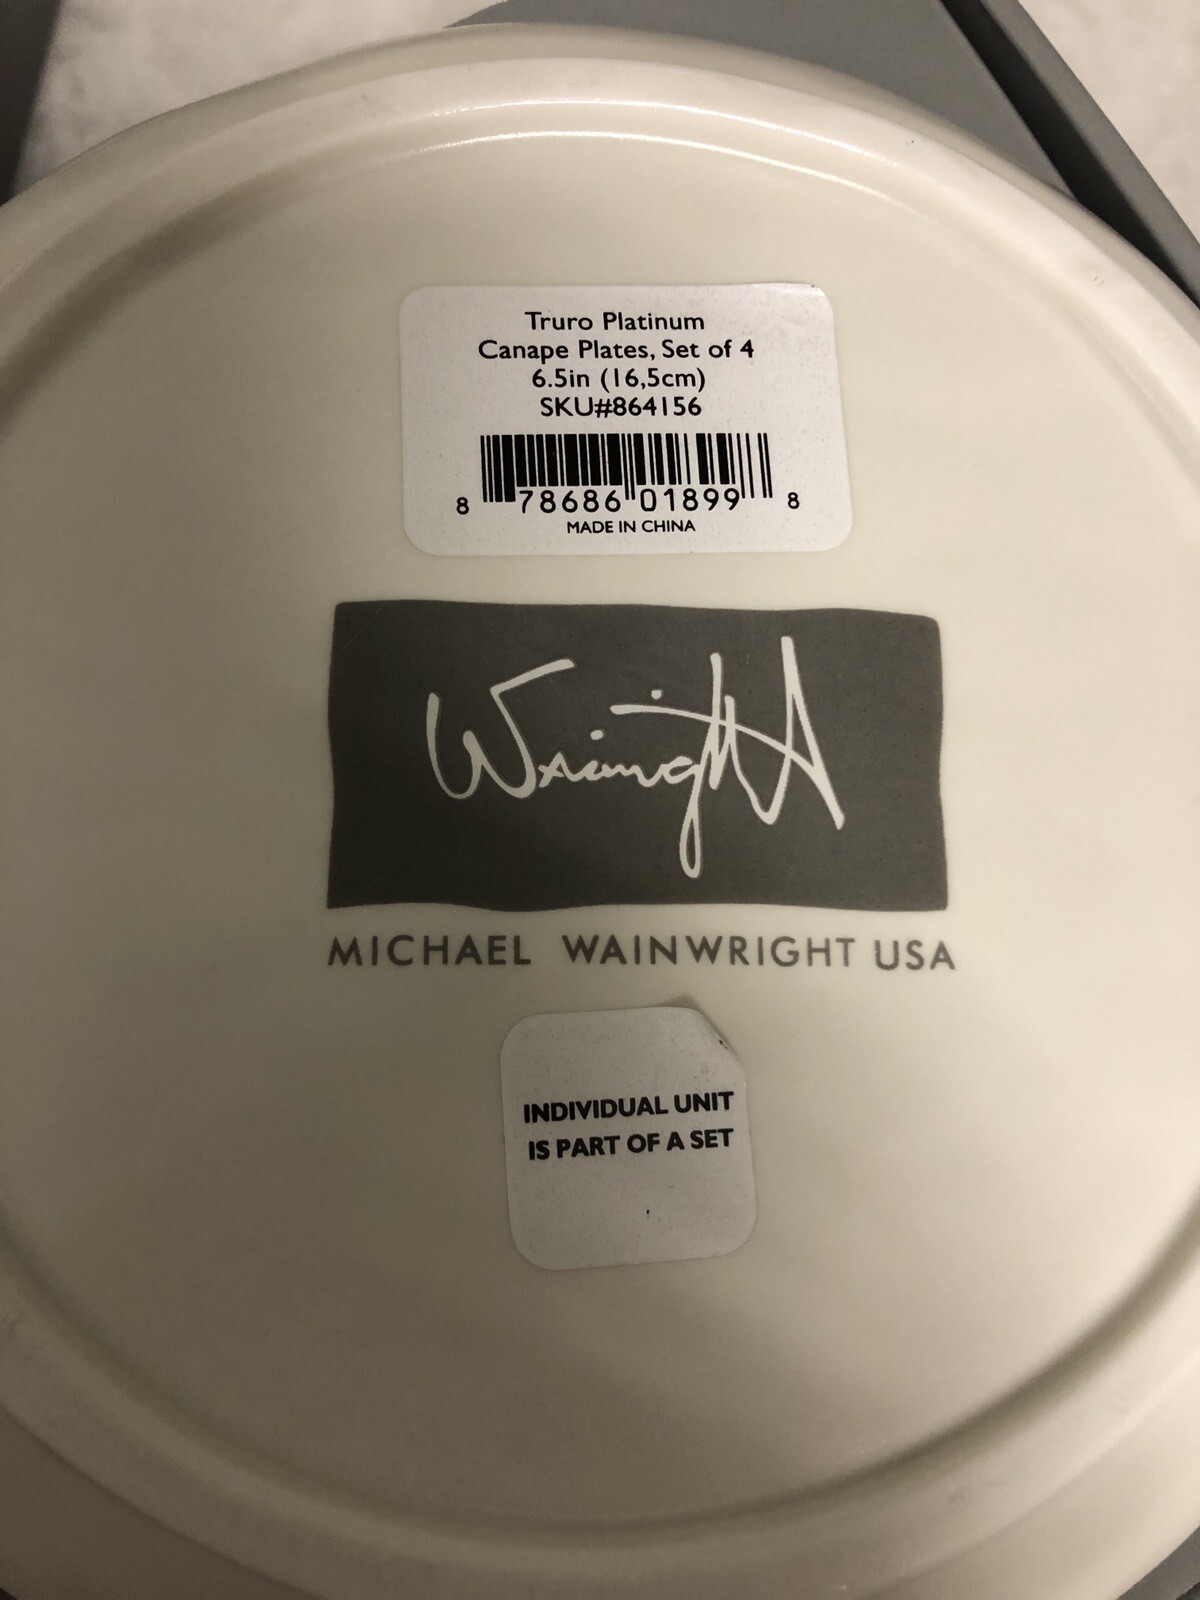 Truro Platinum
Canape Plates, Set of 4
6.5in (16,5cm)
SKU#864156
8 78686 01899 8
MADE IN CHINA
Wainwright
MICHAEL WAINWRIGHT USA
INDIVIDUAL UNIT
IS PART OF A SET